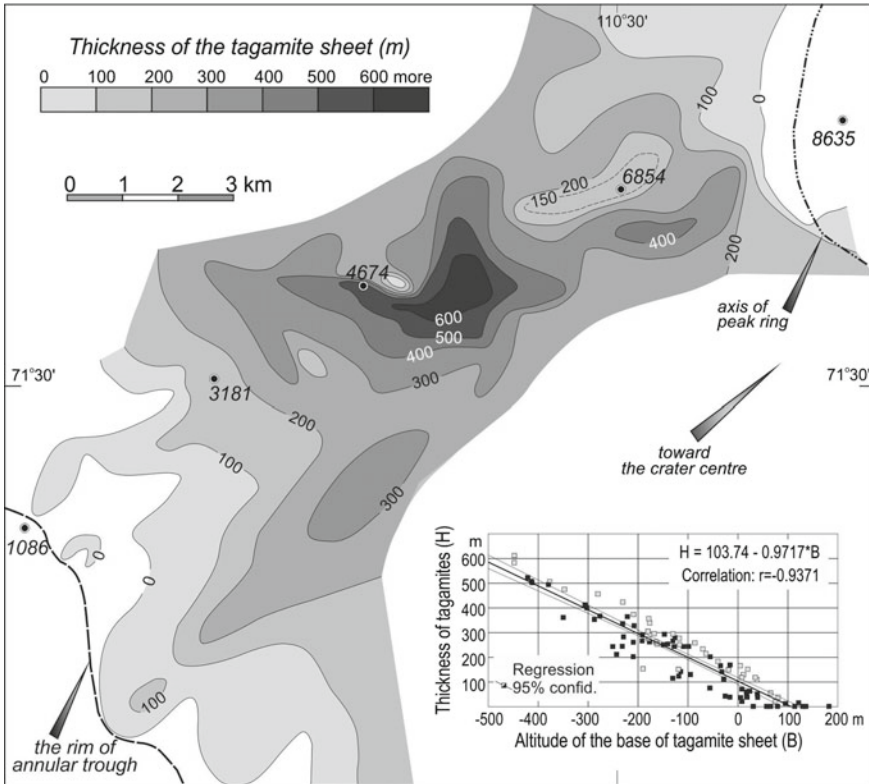 110°30'
Thickness of the tagamite sheet (m)
0 100 200 300 400 500 600 more
0 1 2 3 km
100
0
8635
200
150
6854
400
200
4674
600
500
400
300
axis of
peak ring
71°30'
71°30'
3181
200
100
toward
the crater centre
300
1086
0
0
100
the rim of
annular trough
Thickness of tagamites (H)
m
600
500
400
300
200
100
H = 103.74 - 0.9717*B
Correlation: r=-0.9371
Regression
95% confid.
-500 -400 -300 -200 -100 0 100 200 m
Altitude of the base of tagamite sheet (B)